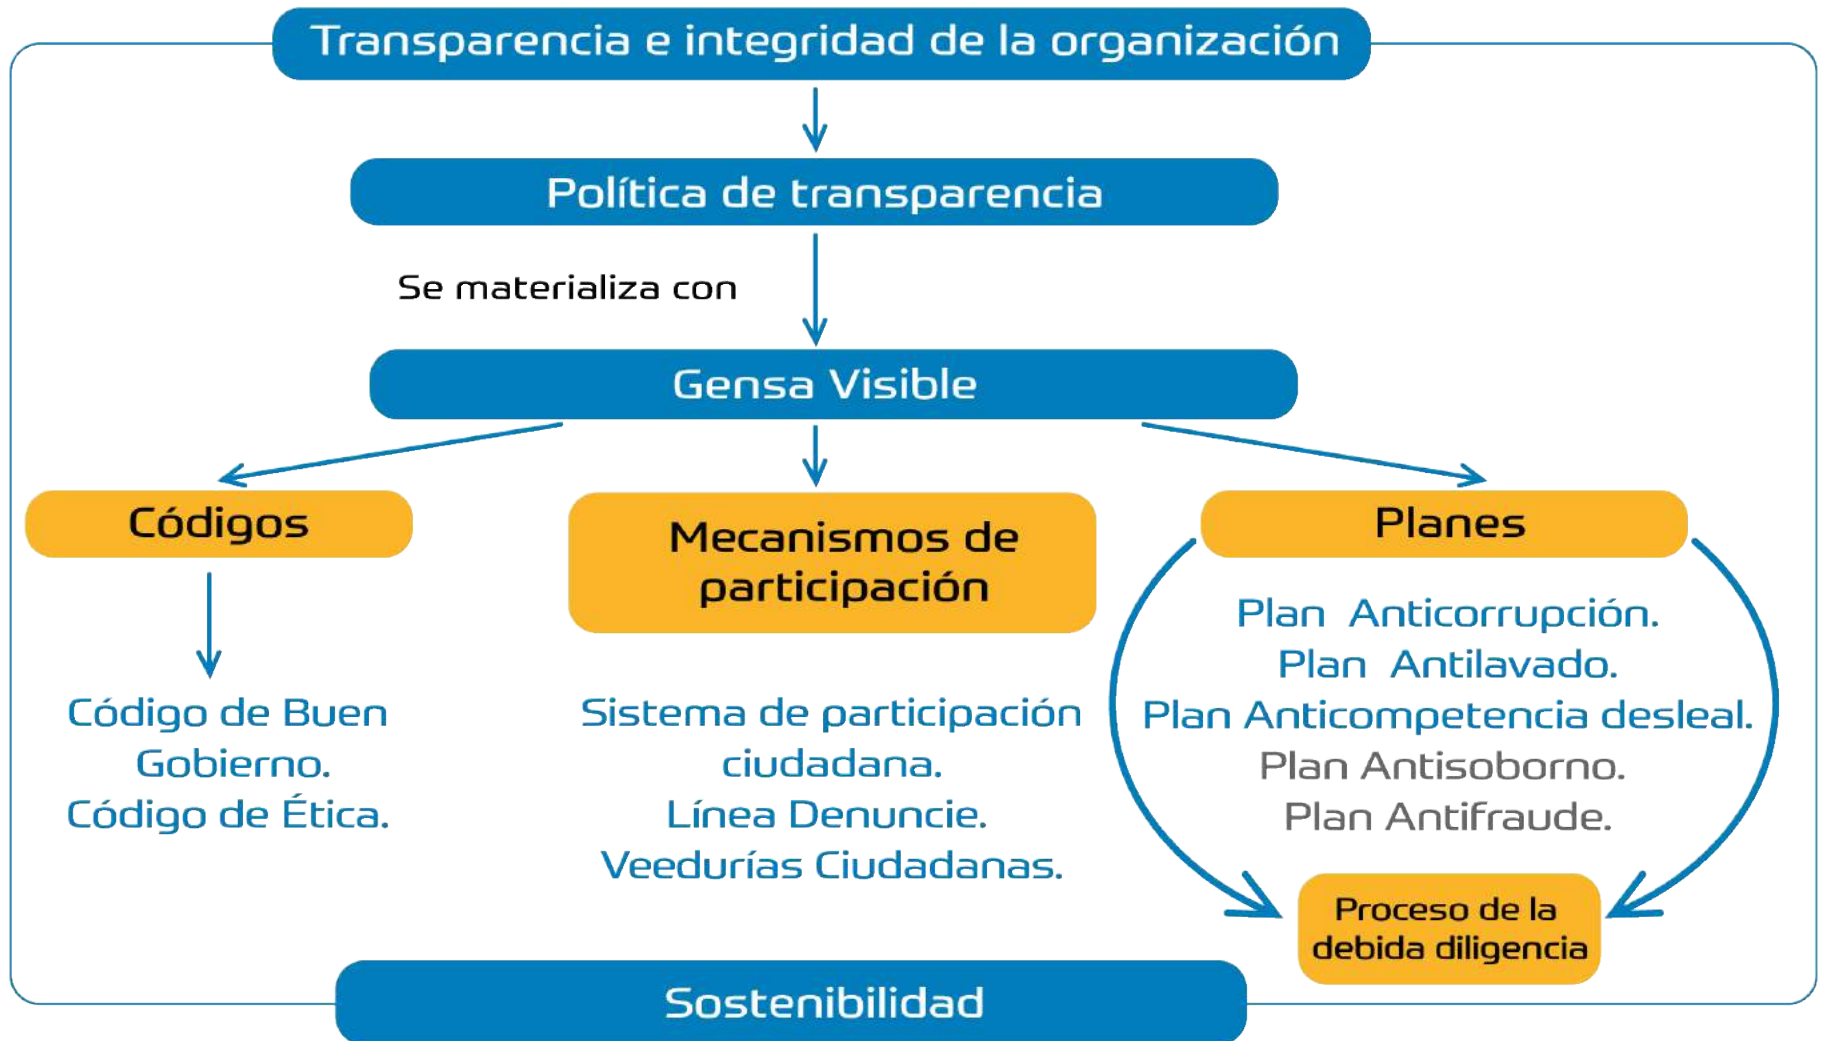 Transparencia e integridad de la organización
Política de transparencia
Se materializa con
Gensa Visible
Códigos
Código de Buen
Gobierno.
Código de Ética.
Mecanismos de
participación
Sistema de participación
ciudadana.
Línea Denuncie.
Veedurías Ciudadanas.
Planes
Plan Anticorrupción.
Plan Antilavado.
Plan Anticompetencia desleal.
Plan Antisoborno.
Plan Antifraude.
Proceso de la
debida diligencia
Sostenibilidad